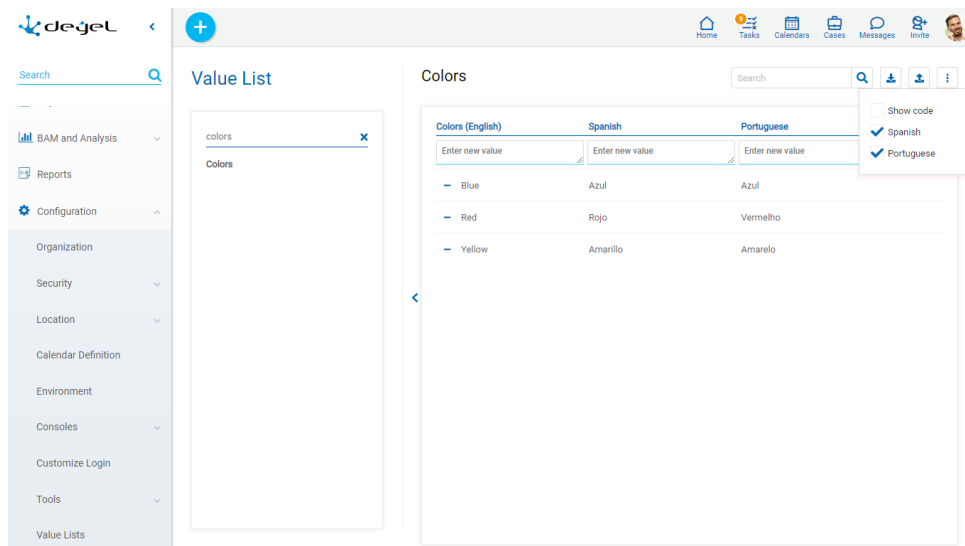 deyel
Home
9
Tasks
Calendars
Cases
Messages
Invite
Search
BAM and Analysis
Reports
Configuration
Organization
Security
Location
Calendar Definition
Environment
Consoles
Customize Login
Tools
Value Lists
Value List
colors
Colors
Colors
Search
Show code
Spanish
Portuguese
Colors (English) Spanish Portuguese
Enter new value Enter new value Enter new value
Blue Azul Azul
Red Rojo Vermelho
Yellow Amarillo Amarelo